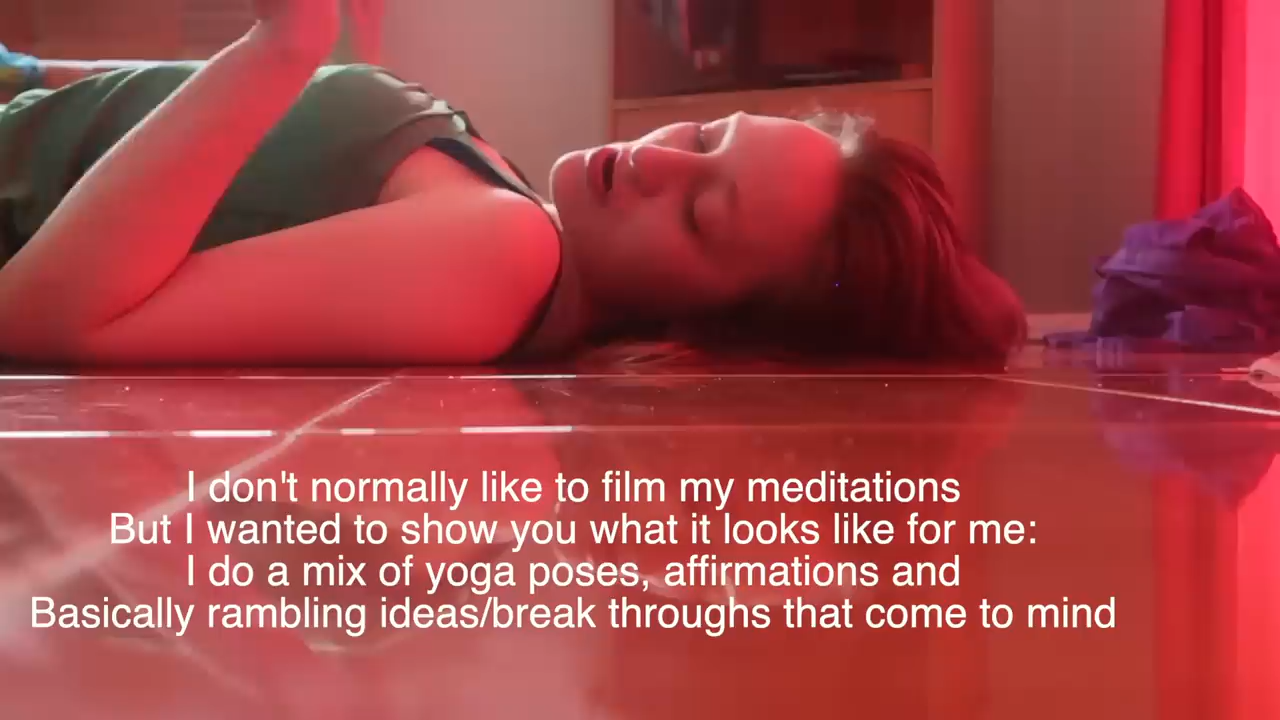 I don't normally like to film my meditations
But I wanted to show you what it looks like for me:
I do a mix of yoga poses, affirmations and
Basically rambling ideas/break throughs that come to mind